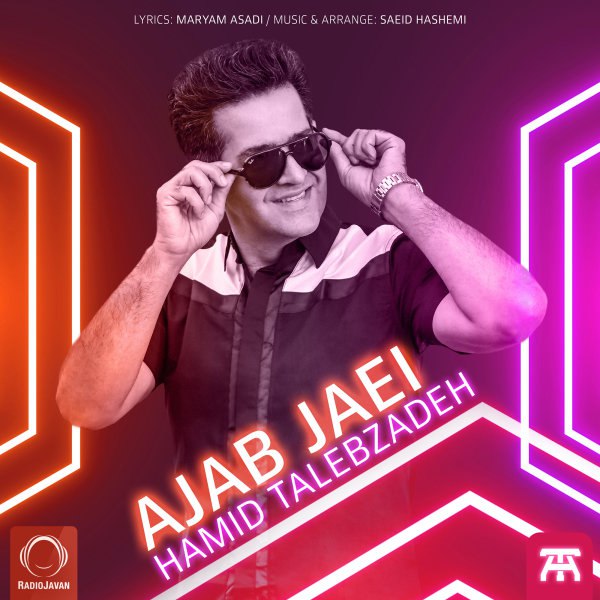 LYRICS: MARYAM ASADI / MUSIC & ARRANGE: SAEID HASHEMI
AJAB JAEI
HAMID TALEBZADEH
RADIOJAVAN